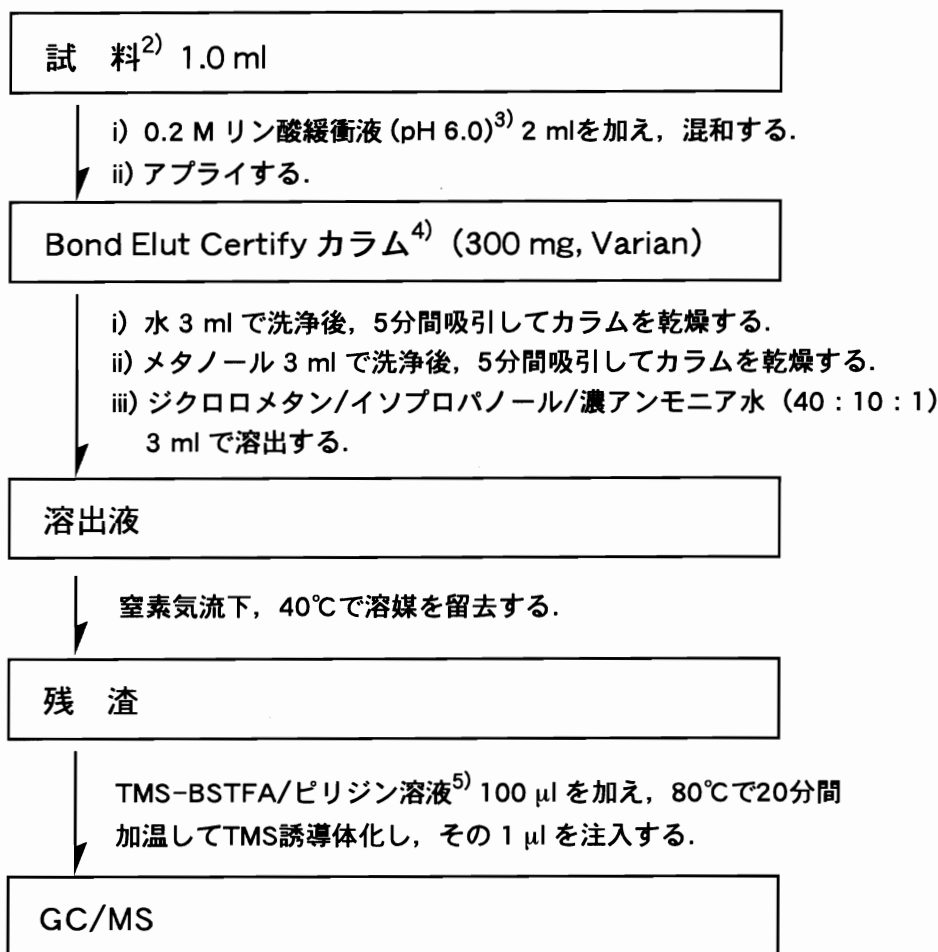 試　料2) 1.0 ml
i) 0.2 M リン酸緩衝液 (pH 6.0)3) 2 mlを加え，混和する.
ii) アプライする.
Bond Elut Certify カラム4)（300 mg, Varian）
i) 水 3 ml で洗浄後，5分間吸引してカラムを乾燥する.
ii) メタノール 3 ml で洗浄後，5分間吸引してカラムを乾燥する.
iii) ジクロロメタン/イソプロパノール/濃アンモニア水（40 : 10 : 1）
3 ml で溶出する.
溶出液
窒素気流下，40℃で溶媒を留去する.
残　渣
TMS-BSTFA/ピリジン溶液5) 100 μl を加え，80℃で20分間
加温してTMS誘導体化し，その 1 μl を注入する.
GC/MS